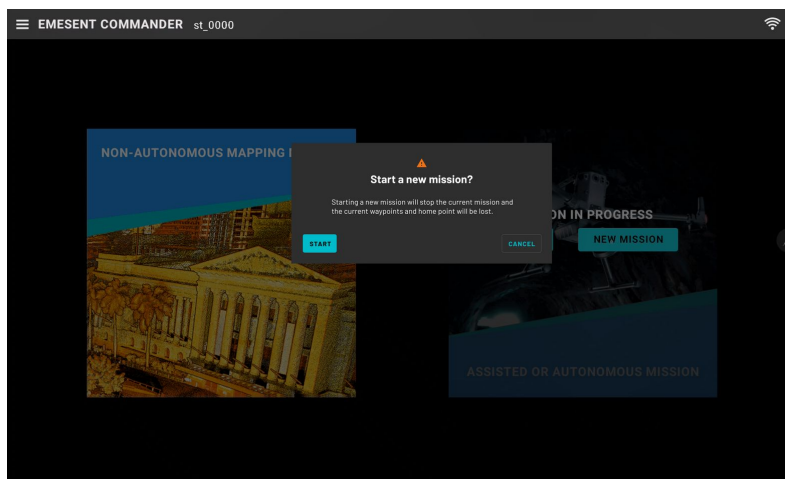 EMESENT COMMANDER st_0000
NON-AUTONOMOUS MAPPING
Start a new mission?
Starting a new mission will stop the current mission and
the current waypoints and home point will be lost.
ON IN PROGRESS
START
CANCEL
NEW MISSION
ASSISTED OR AUTONOMOUS MISSION